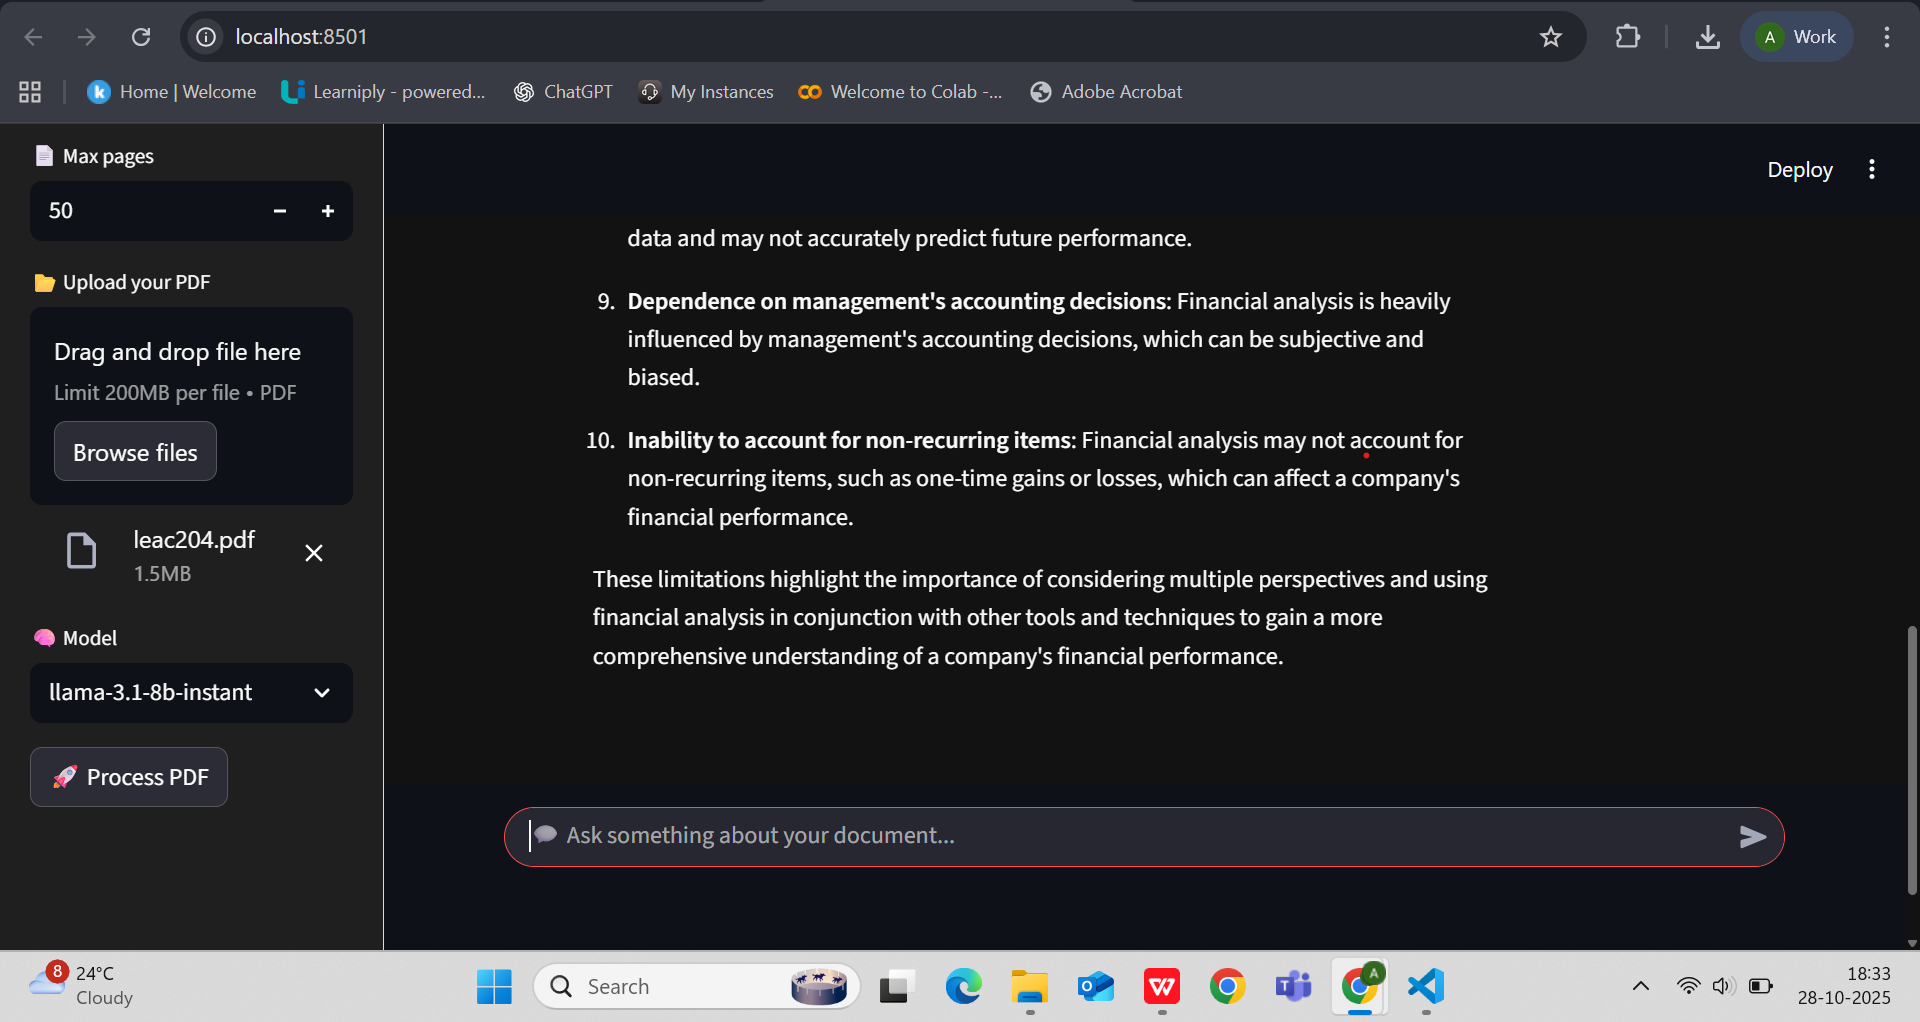 localhost:8501
A
Work
Home | Welcome
Learniply - powered...
ChatGPT
My Instances
Welcome to Colab -...
Adobe Acrobat
Max pages
50
Upload your PDF
Drag and drop file here
Limit 200MB per file • PDF
Browse files
leac204.pdf
1.5MB
Model
llama-3.1-8b-instant
Process PDF
Deploy
data and may not accurately predict future performance.
9. Dependence on management's accounting decisions: Financial analysis is heavily
influenced by management's accounting decisions, which can be subjective and
biased.
10. Inability to account for non-recurring items: Financial analysis may not account for
non-recurring items, such as one-time gains or losses, which can affect a company's
financial performance.
These limitations highlight the importance of considering multiple perspectives and using
financial analysis in conjunction with other tools and techniques to gain a more
comprehensive understanding of a company's financial performance.
Ask something about your document...
8
24°C
Cloudy
Search
A
18:33
28-10-2025